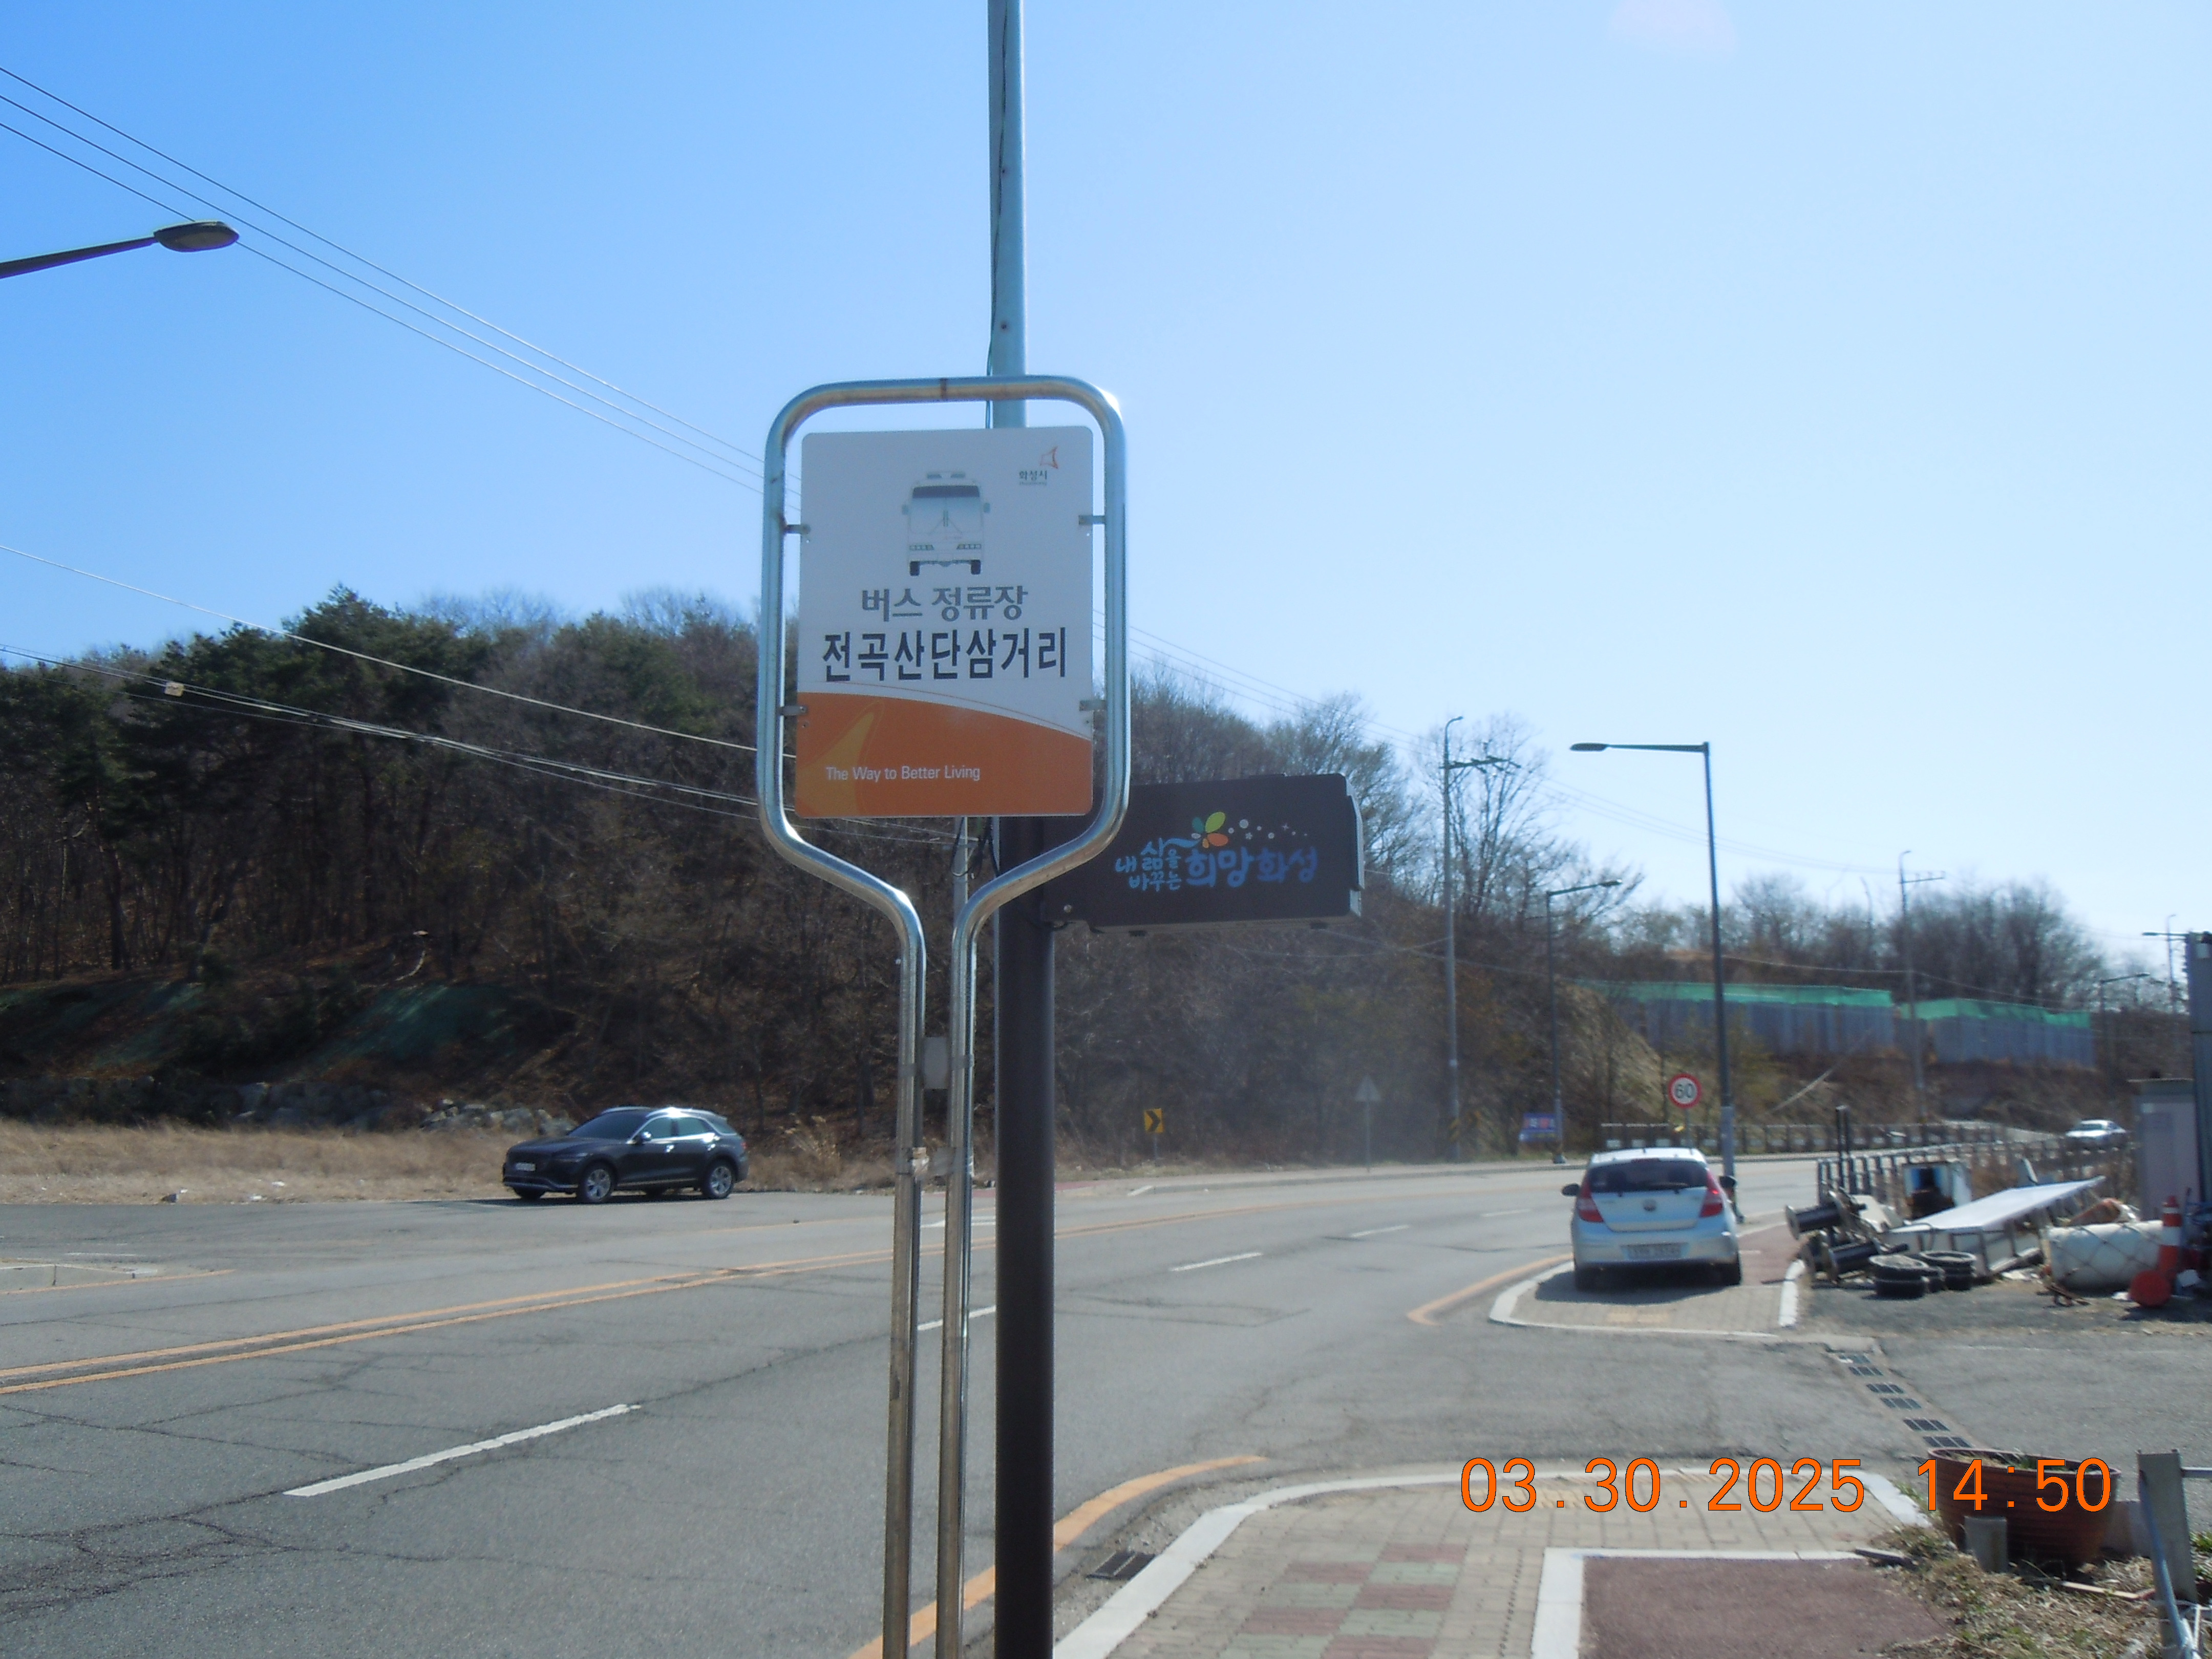 화성시
버스 정류장
전곡산단삼거리
The Way to Better Living
내 삶을
바꾸는 희망화성
60
03.30.2025 14:50